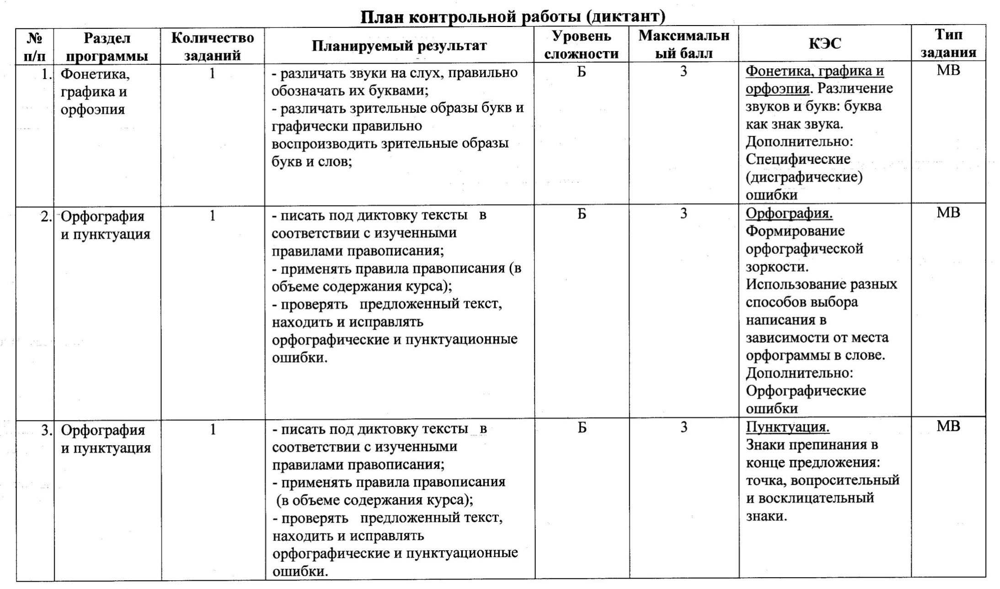 План контрольной работы (диктант)
№ п/п
Раздел программы
Количество заданий
Планируемый результат
Уровень сложности
Максимальн ый балл
КЭС
Тип задания
1.
Фонетика,
графика и
орфоэпия
1
- различать звуки на слух, правильно
обозначать их буквами;
- различать зрительные образы букв и
графически правильно
воспроизводить зрительные образы
букв и слов;
Б
3
Фонетика, графика и
орфоэпия. Различение
звуков и букв: буква
как знак звука.
Дополнительно:
Специфические
(дисграфические)
ошибки
МВ
2.
Орфография
и пунктуация
1
- писать под диктовку тексты в
соответствии с изученными
правилами правописания;
- применять правила правописания (в
объеме содержания курса);
- проверять предложенный текст,
находить и исправлять
орфографические и пунктуационные
ошибки.
Б
3
Орфография.
Формирование
орфографической
зоркости.
Использование разных
способов выбора
написания в
зависимости от места
орфограммы в слове.
Дополнительно:
Орфографические
ошибки
МВ
3.
Орфография
и пунктуация
1
- писать под диктовку тексты в
соответствии с изученными
правилами правописания;
- применять правила правописания
(в объеме содержания курса);
- проверять предложенный текст,
находить и исправлять
орфографические и пунктуационные
ошибки.
Б
3
Пунктуация.
Знаки препинания в
конце предложения:
точка, вопросительный
и восклицательный
знаки.
МВ